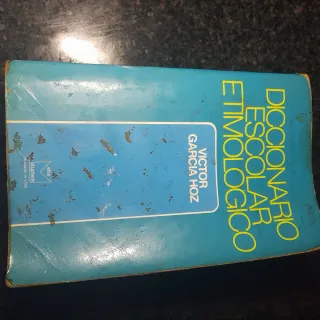 DICCIONARIO
ESCOLAR
ETIMOLOGICO
VICTOR
GARCIA HOZ